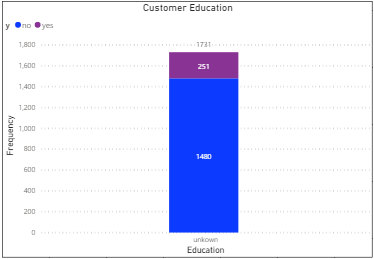 Customer Education
y no yes
1731
1,800
1,600
1,400
1,200
1,000
800
600
400
200
0
251
1480
Frequency
unkown
Education